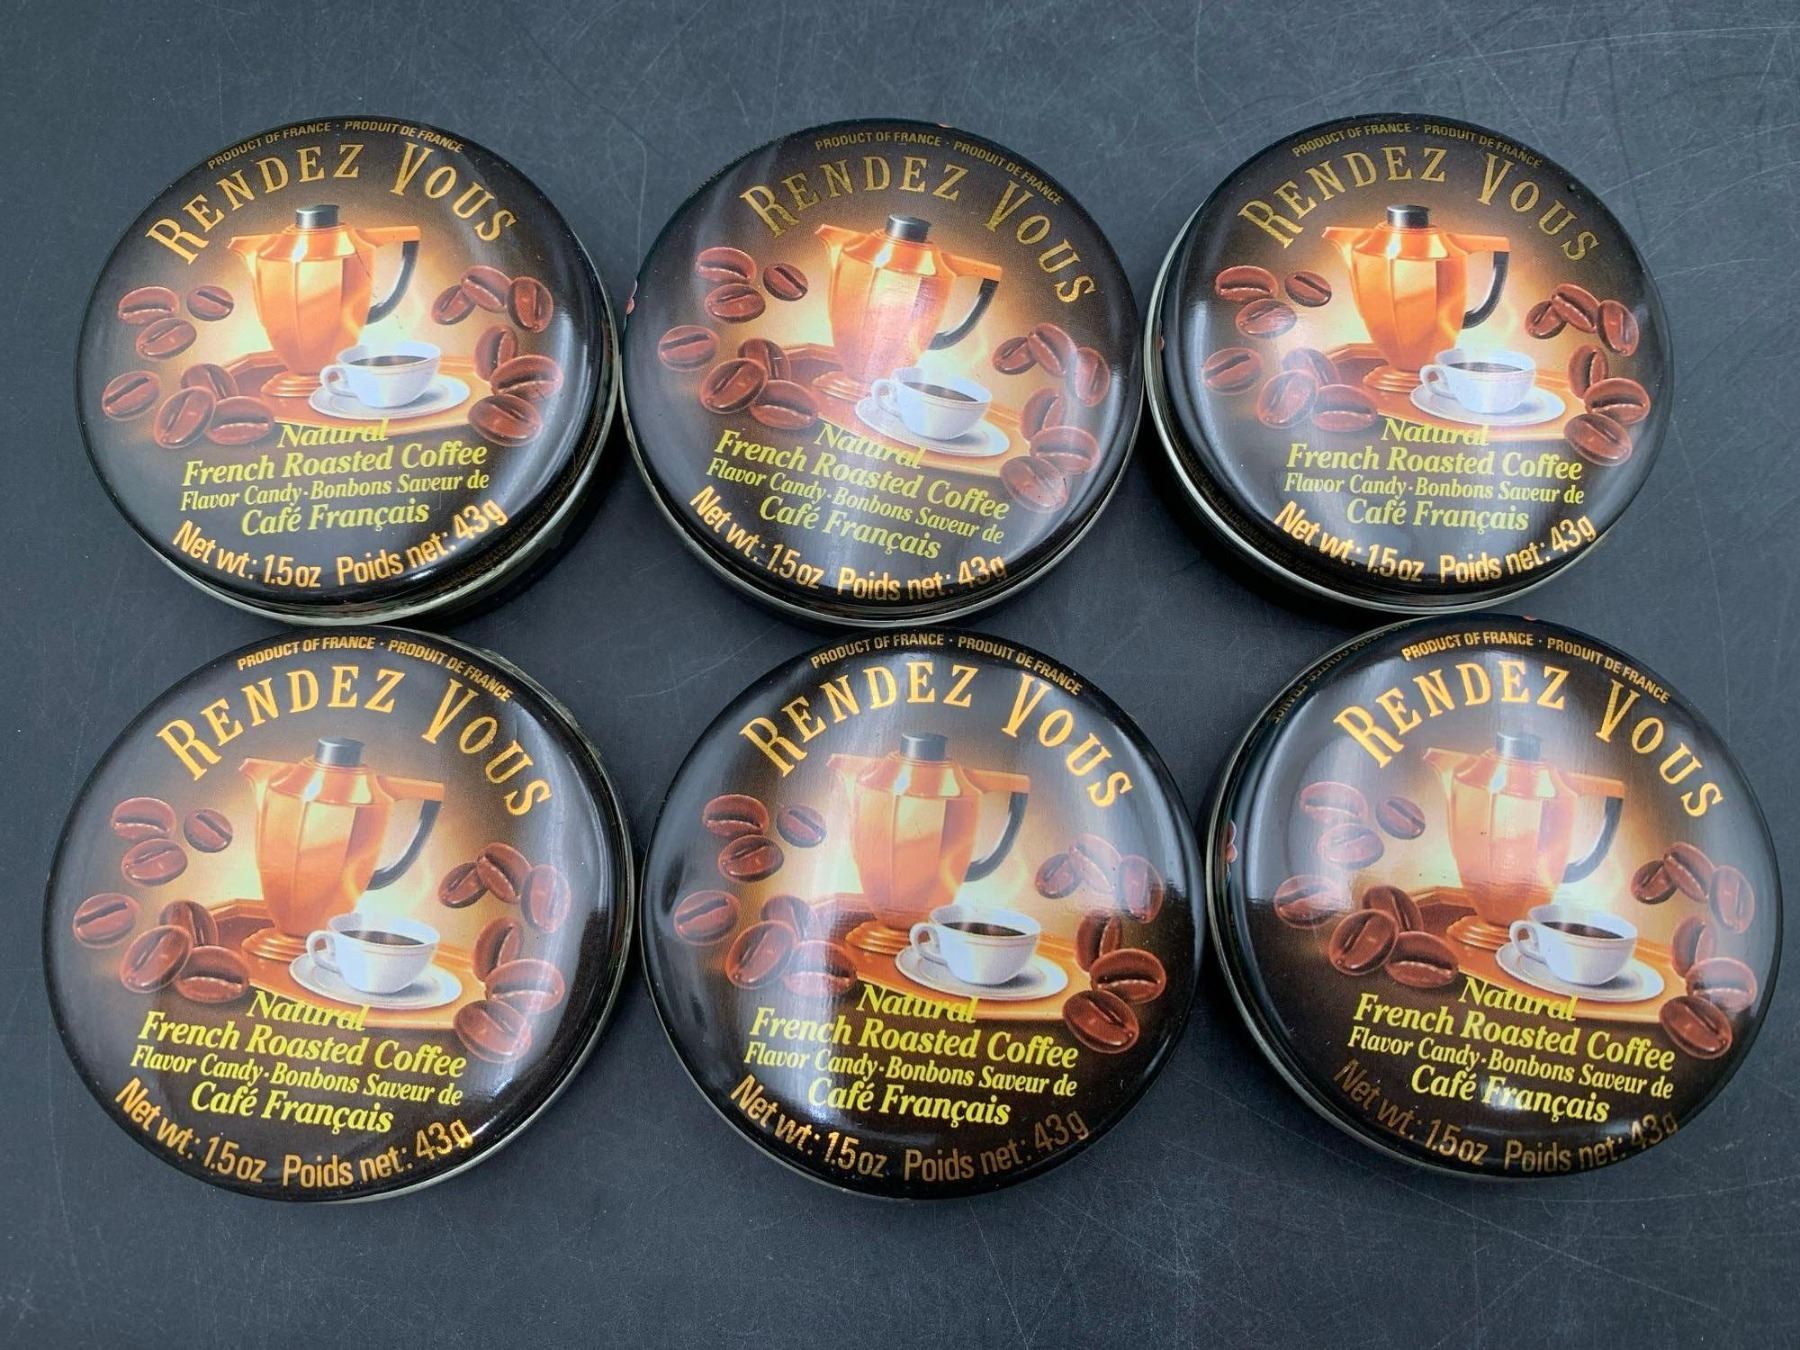 PRODUCT OF FRANCE · PRODUIT DE FRANCE
RENDEZ VOUS
Natural
French Roasted Coffee
Flavor Candy·Bonbons Saveur de
Café Français
Net wt: 1.5oz Poids net: 43g
PRODUCT OF FRANCE · PRODUIT DE FRANCE
RENDEZ VOUS
Natural
French Roasted Coffee
Flavor Candy·Bonbons Saveur de
Café Français
Net wt: 1.5oz Poids net: 43g
PRODUCT OF FRANCE · PRODUIT DE FRANCE
RENDEZ VOUS
Natural
French Roasted Coffee
Flavor Candy·Bonbons Saveur de
Café Français
Net wt: 1.5oz Poids net: 43g
PRODUCT OF FRANCE · PRODUIT DE FRANCE
RENDEZ VOUS
Natural
French Roasted Coffee
Flavor Candy·Bonbons Saveur de
Café Français
Net wt: 1.5oz Poids net: 43g
PRODUCT OF FRANCE · PRODUIT DE FRANCE
RENDEZ VOUS
Natural
French Roasted Coffee
Flavor Candy·Bonbons Saveur de
Café Français
Net wt: 1.5oz Poids net: 43g
PRODUCT OF FRANCE · PRODUIT DE FRANCE
RENDEZ VOUS
Natural
French Roasted Coffee
Flavor Candy·Bonbons Saveur de
Café Français
Net wt: 1.5oz Poids net: 43g